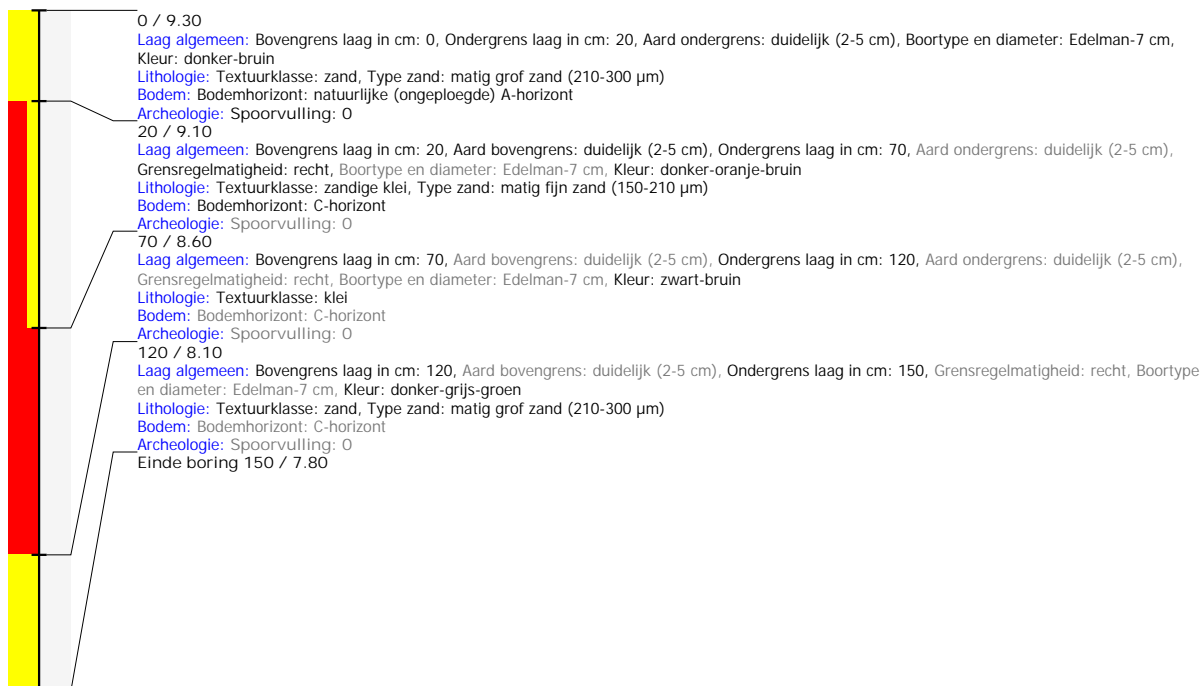 0 / 9.30
Laag algemeen: Bovengrens laag in cm: 0, Ondergrens laag in cm: 20, Aard ondergrens: duidelijk (2-5 cm), Boortype en diameter: Edelman-7 cm,
Kleur: donker-bruin
Lithologie: Textuurklasse: zand, Type zand: matig grof zand (210-300 µm)
Bodem: Bodemhorizont: natuurlijke (ongeploegde) A-horizont
Archeologie: Spoorvulling: 0
20 / 9.10
Laag algemeen: Bovengrens laag in cm: 20, Aard bovengrens: duidelijk (2-5 cm), Ondergrens laag in cm: 70, Aard ondergrens: duidelijk (2-5 cm),
Grensregelmatigheid: recht, Boortype en diameter: Edelman-7 cm, Kleur: donker-oranje-bruin
Lithologie: Textuurklasse: zandige klei, Type zand: matig fijn zand (150-210 µm)
Bodem: Bodemhorizont: C-horizont
Archeologie: Spoorvulling: 0
70 / 8.60
Laag algemeen: Bovengrens laag in cm: 70, Aard bovengrens: duidelijk (2-5 cm), Ondergrens laag in cm: 120, Aard ondergrens: duidelijk (2-5 cm),
Grensregelmatigheid: recht, Boortype en diameter: Edelman-7 cm, Kleur: zwart-bruin
Lithologie: Textuurklasse: klei
Bodem: Bodemhorizont: C-horizont
Archeologie: Spoorvulling: 0
120 / 8.10
Laag algemeen: Bovengrens laag in cm: 120, Aard bovengrens: duidelijk (2-5 cm), Ondergrens laag in cm: 150, Grensregelmatigheid: recht, Boortype
en diameter: Edelman-7 cm, Kleur: donker-grijs-groen
Lithologie: Textuurklasse: zand, Type zand: matig grof zand (210-300 µm)
Bodem: Bodemhorizont: C-horizont
Archeologie: Spoorvulling: 0
Einde boring 150 / 7.80